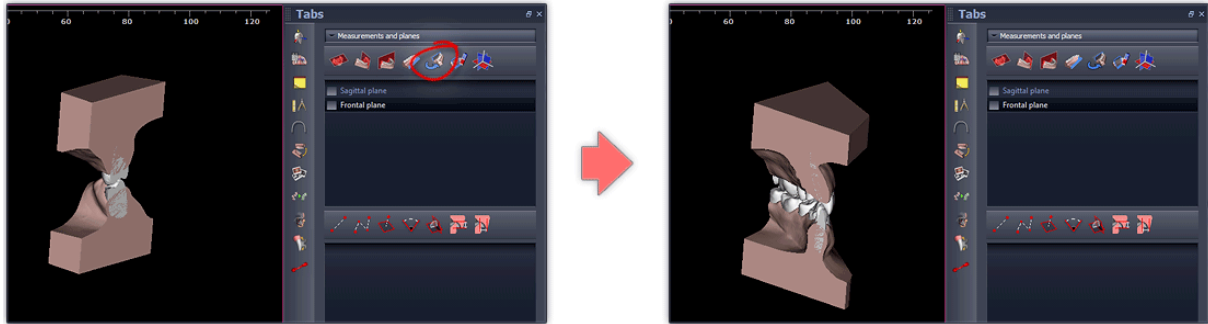 60 80 100 120
Tabs
Measurements and planes
Sagittal plane
Frontal plane
60 80 100 120
Tabs
Measurements and planes
Sagittal plane
Frontal plane